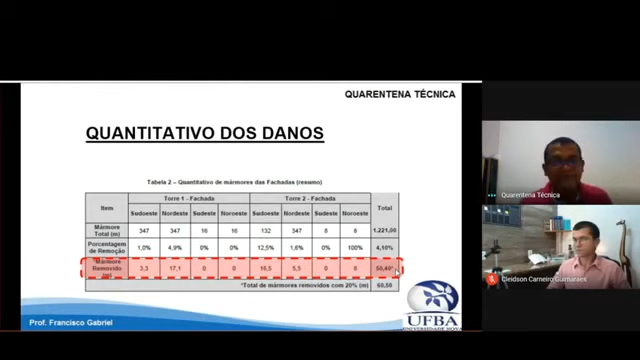 QUARENTENA TÉCNICA
QUANTITATIVO DOS DANOS
Tabela 2 – Quantitativo de mármores das Fachadas (resumo)
Item Torre 1 - Fachada Torre 2 - Fachada Total
Sudoeste Nordeste Sudeste Noroeste Sudoeste Nordeste Sudeste Noroeste
Mármore Total (m) 347 347 16 16 132 347 8 8 1.221,00
Porcentagem de Remoção 1,0% 4,9% 0% 0% 12,5% 1,6% 0% 100% 4,10%
*Mármore Removido (m) 3,3 17,1 0 0 16,5 5,5 0 8 50,40*
*Total de mármores removidos com 20% (m) 60,50
Prof. Francisco Gabriel
UFBA
Quarentena Técnica
Cleidson Carneiro Guimaraes